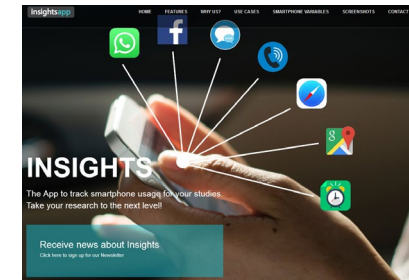 insightsapp
HOME FEATURES WHY US? USE CASES SMARTPHONE VARIABLES SCREENSHOTS CONTACT
INSIGHTS
The App to track smartphone usage for your studies.
Take your research to the next level!
Receive news about Insights
Click here to sign up for our Newsletter